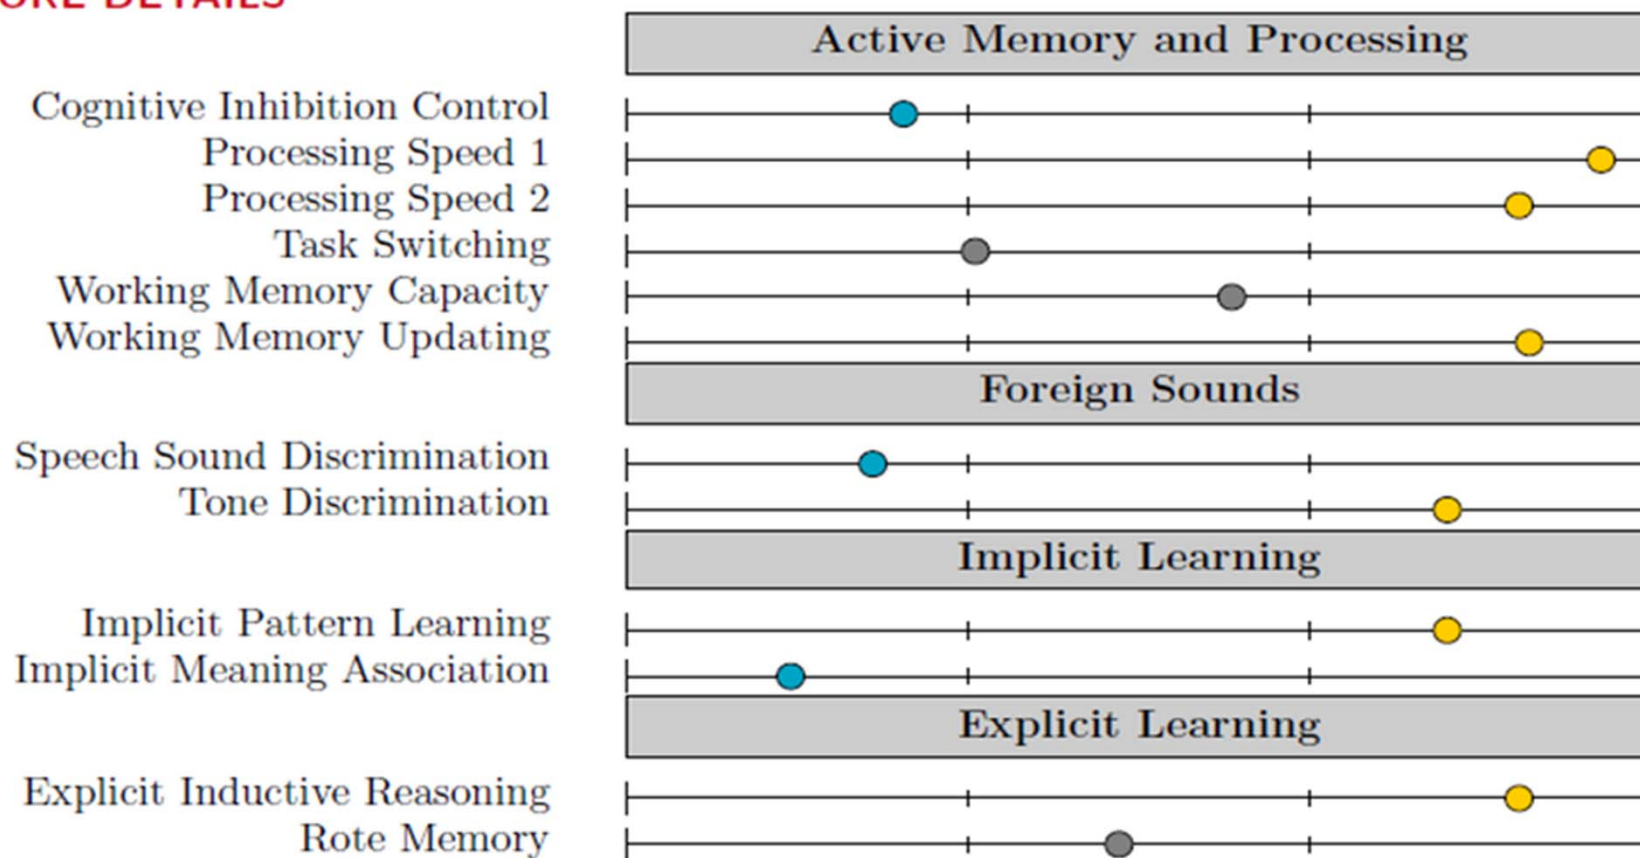 ORE DETAILS
Active Memory and Processing
Cognitive Inhibition Control
Processing Speed 1
Processing Speed 2
Task Switching
Working Memory Capacity
Working Memory Updating
Foreign Sounds
Speech Sound Discrimination
Tone Discrimination
Implicit Learning
Implicit Pattern Learning
Implicit Meaning Association
Explicit Learning
Explicit Inductive Reasoning
Rote Memory